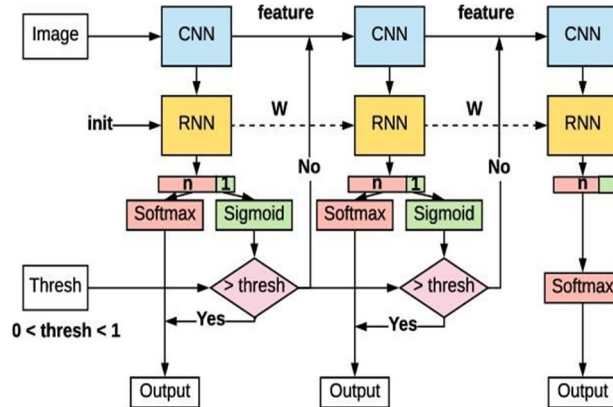 feature feature
Image CNN CNN CNN
init RNN W RNN W RNN
No No
n 1 n 1 n
Softmax Sigmoid Softmax Sigmoid
Thresh > thresh > thresh Softmax
Yes Yes
0 < thresh < 1
Output Output Output